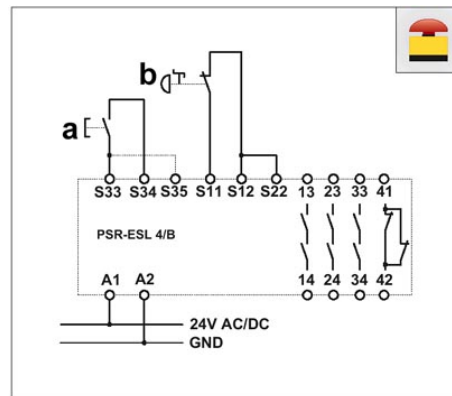 b
a
S33 S34 S35 S11 S12 S22 13 23 33 41
PSR-ESL 4/B
A1 A2 14 24 34 42
24V AC/DC
GND